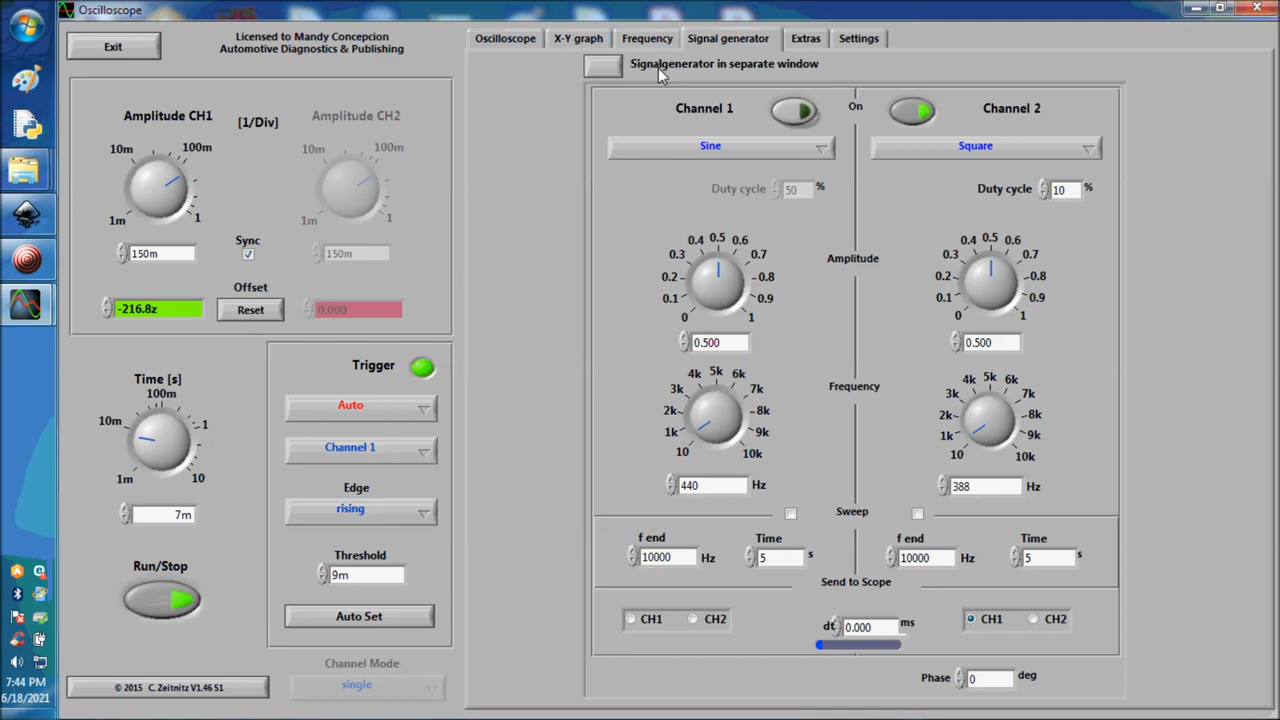 Oscilloscope
Exit
Licensed to Mandy Concepcion
Automotive Diagnostics & Publishing
Oscilloscope
X-Y graph
Frequency
Signal generator
Extras
Settings
Signalgenerator in separate window
Amplitude CH1
[1/Div]
Amplitude CH2
10m
100m
1m
1
10m
100m
1m
1
150m
Sync
150m
Offset
-216.8z
Reset
0.000
Time [s]
100m
10m
1
1m
10
7m
Run/Stop
Trigger
Auto
Channel 1
Edge
rising
Threshold
9m
Auto Set
Channel Mode
single
© 2015 C. Zeitnitz V1.46 S1
Channel 1
On
Channel 2
Sine
Square
Duty cycle 50 %
Duty cycle 10 %
0.4 0.5 0.6
0.3 0.7
0.2 0.8
0.1 0.9
0 1
Amplitude
0.4 0.5 0.6
0.3 0.7
0.2 0.8
0.1 0.9
0 1
0.500
0.500
4k 5k 6k
3k 7k
2k 8k
1k 9k
10 10k
Frequency
4k 5k 6k
3k 7k
2k 8k
1k 9k
10 10k
440 Hz
388 Hz
Sweep
f end
Time
f end
Time
10000 Hz
5 s
10000 Hz
5 s
Send to Scope
CH1 CH2
dt 0.000 ms
CH1 CH2
Phase 0 deg
7:44 PM
6/18/2021